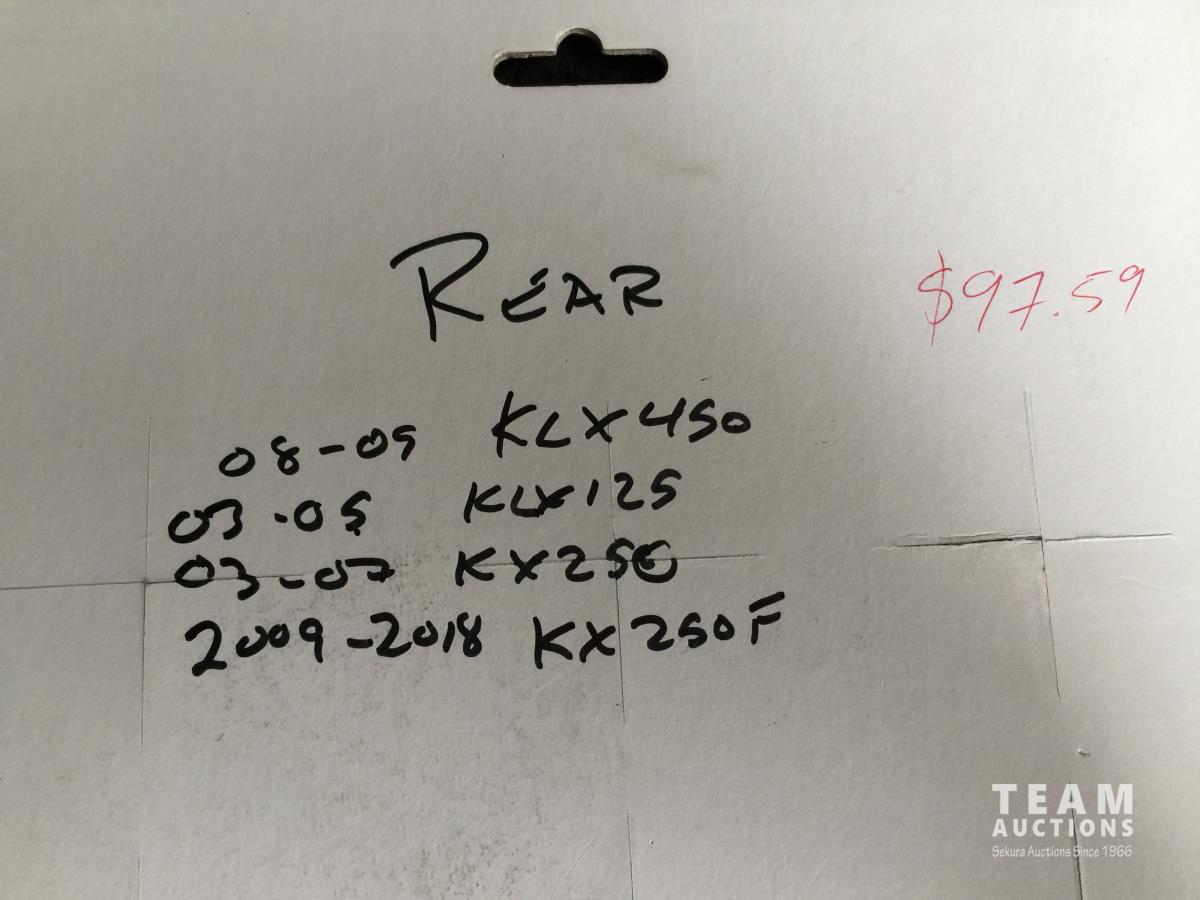 REAR
$97.59
08-09 KLX450
03-05 KLX125
03-07 KX250
2009-2018 KX250F
TEAM
AUCTIONS
Sekura Auctions Since 1966